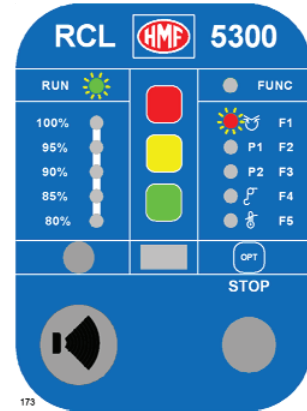 RCL HMF 5300
RUN FUNC
100% F1
95% P1 F2
90% P2 F3
85% F4
80% F5
OPT
STOP
173